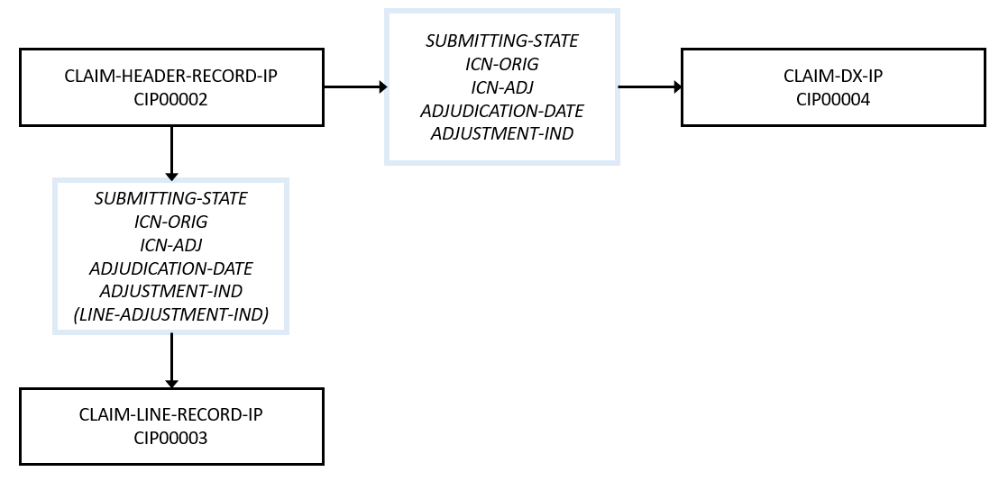 CLAIM-HEADER-RECORD-IP
CIP00002
SUBMITTING-STATE
ICN-ORIG
ICN-ADJ
ADJUDICATION-DATE
ADJUSTMENT-IND
CLAIM-DX-IP
CIP00004
SUBMITTING-STATE
ICN-ORIG
ICN-ADJ
ADJUDICATION-DATE
ADJUSTMENT-IND
(LINE-ADJUSTMENT-IND)
CLAIM-LINE-RECORD-IP
CIP00003